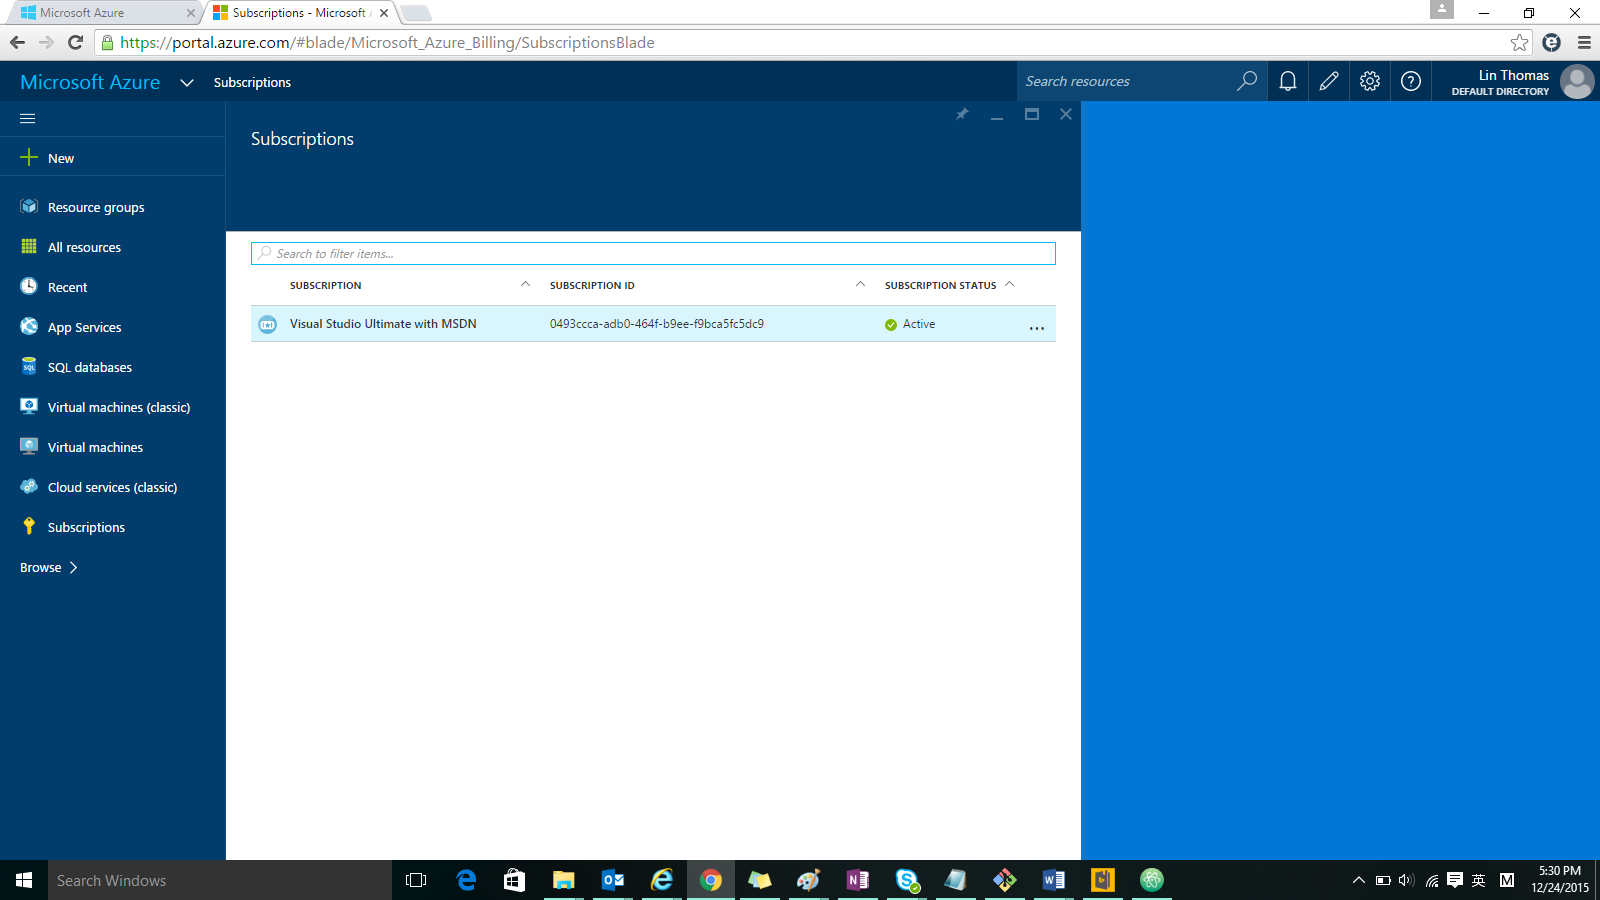 Microsoft Azure
Subscriptions - Microsoft A
https://portal.azure.com/#blade/Microsoft_Azure_Billing/SubscriptionsBlade
Microsoft Azure
Subscriptions
Search resources
Lin Thomas
DEFAULT DIRECTORY
New
Resource groups
All resources
Recent
App Services
SQL databases
Virtual machines (classic)
Virtual machines
Cloud services (classic)
Subscriptions
Browse
Subscriptions
Search to filter items...
SUBSCRIPTION SUBSCRIPTION ID SUBSCRIPTION STATUS
Visual Studio Ultimate with MSDN 0493ccca-adb0-464f-b9ee-f9bca5fc5dc9 Active ...
Search Windows
英 M
5:30 PM
12/24/2015